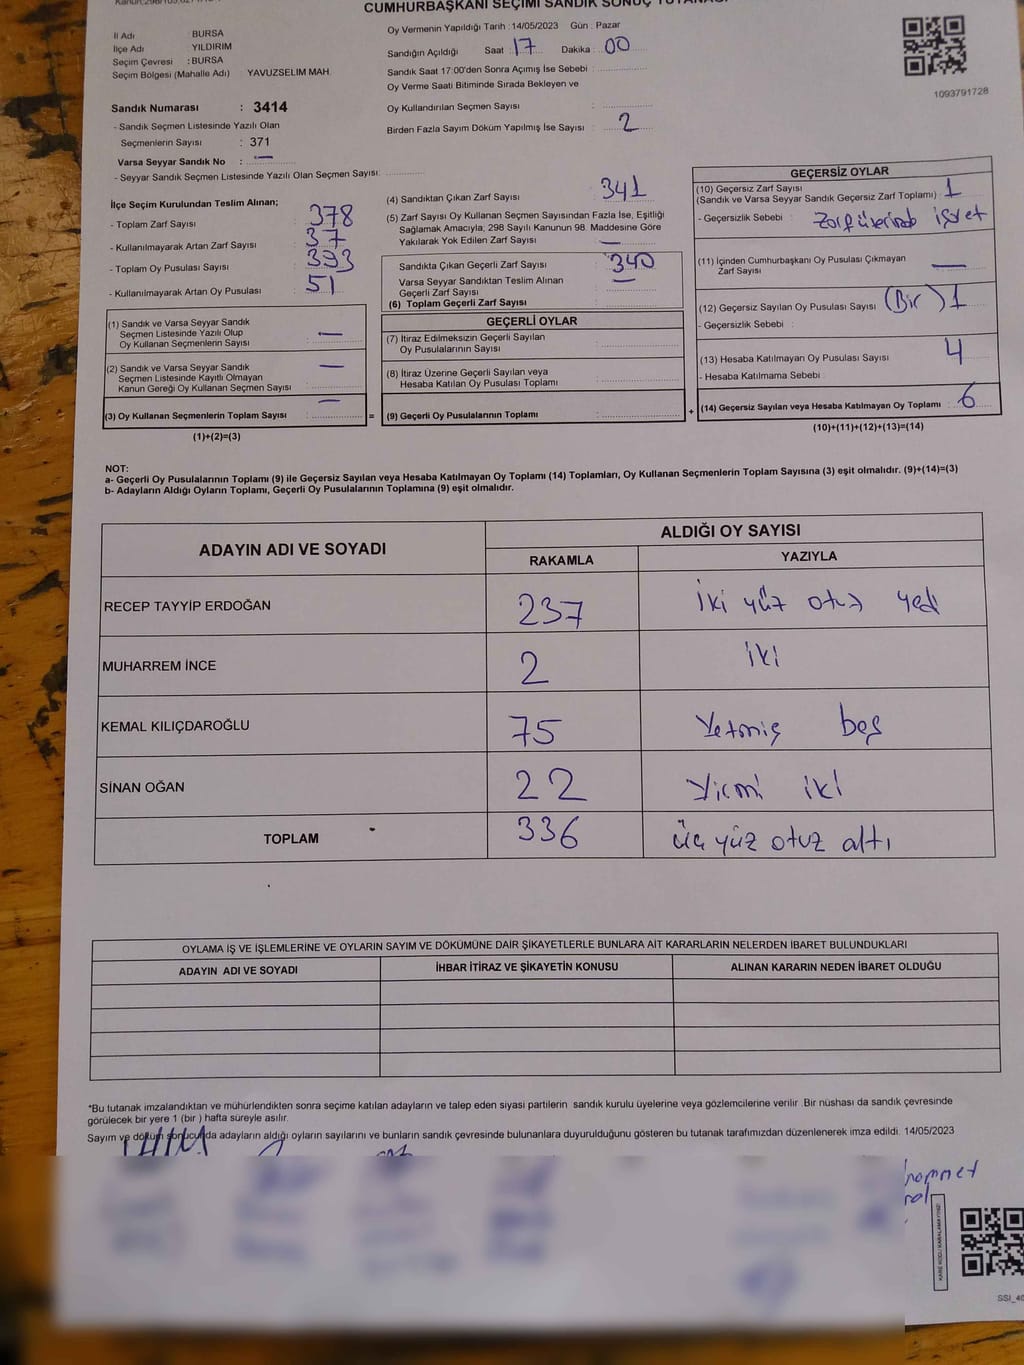 CUMHURBAŞKANI SEÇİMİ SANDIK SONUÇ TUTANAĞI
İl Adı : BURSA
İlçe Adı : YILDIRIM
Seçim Çevresi : BURSA
Seçim Bölgesi (Mahalle Adı) YAVUZSELİM MAH.
Sandık Numarası : 3414
- Sandık Seçmen Listesinde Yazılı Olan
Seçmenlerin Sayısı : 371
Varsa Seyyar Sandık No : —
- Seyyar Sandık Seçmen Listesinde Yazılı Olan Seçmen Sayısı:
Oy Vermenin Yapıldığı Tarih : 14/05/2023 Gün : Pazar
Sandığın Açıldığı Saat : 17 Dakika : 00
Sandık Saat 17:00'den Sonra Açımış İse Sebebi :
Oy Verme Saati Bitiminde Sırada Bekleyen ve
Oy Kullandırılan Seçmen Sayısı :
Birden Fazla Sayım Döküm Yapılmış İse Sayısı : 2
1093791728
İlçe Seçim Kurulundan Teslim Alınan;
- Toplam Zarf Sayısı : 378
- Kullanılmayarak Artan Zarf Sayısı : 37
- Toplam Oy Pusulası Sayısı : 393
- Kullanılmayarak Artan Oy Pusulası : 51
(1) Sandık ve Varsa Seyyar Sandık
Seçmen Listesinde Yazılı Olup
Oy Kullanan Seçmenlerin Sayısı : —
(2) Sandık ve Varsa Seyyar Sandık
Seçmen Listesinde Kayıtlı Olmayan
Kanun Gereği Oy Kullanan Seçmen Sayısı : —
(3) Oy Kullanan Seçmenlerin Toplam Sayısı : — =
(1)+(2)=(3)
(4) Sandıktan Çıkan Zarf Sayısı : 341
(5) Zarf Sayısı Oy Kullanan Seçmen Sayısından Fazla İse, Eşitliği
Sağlamak Amacıyla; 298 Sayılı Kanunun 98. Maddesine Göre
Yakılarak Yok Edilen Zarf Sayısı : —
Sandıkta Çıkan Geçerli Zarf Sayısı : 340
Varsa Seyyar Sandıktan Teslim Alınan
Geçerli Zarf Sayısı : —
(6) Toplam Geçerli Zarf Sayısı :
GEÇERLİ OYLAR
(7) İtiraz Edilmeksizin Geçerli Sayılan
Oy Pusulalarının Sayısı :
(8) İtiraz Üzerine Geçerli Sayılan veya
Hesaba Katılan Oy Pusulası Toplamı :
(9) Geçerli Oy Pusulalarının Toplamı : +
GEÇERSİZ OYLAR
(10) Geçersiz Zarf Sayısı
(Sandık ve Varsa Seyyar Sandık Geçersiz Zarf Toplamı) : 1
- Geçersizlik Sebebi : işret
(11) İçinden Cumhurbaşkanı Oy Pusulası Çıkmayan
Zarf Sayısı : —
(12) Geçersiz Sayılan Oy Pusulası Sayısı : (Bir) 1
- Geçersizlik Sebebi :
(13) Hesaba Katılmayan Oy Pusulası Sayısı : 4
- Hesaba Katılmama Sebebi :
(14) Geçersiz Sayılan veya Hesaba Katılmayan Oy Toplamı : 6
(10)+(11)+(12)+(13)=(14)
NOT:
a- Geçerli Oy Pusulalarının Toplamı (9) ile Geçersiz Sayılan veya Hesaba Katılmayan Oy Toplamı (14) Toplamları, Oy Kullanan Seçmenlerin Toplam Sayısına (3) eşit olmalıdır. (9)+(14)=(3)
b- Adayların Aldığı Oyların Toplamı, Geçerli Oy Pusulalarının Toplamına (9) eşit olmalıdır.
ADAYIN ADI VE SOYADI ALDIĞI OY SAYISI
RAKAMLA YAZIYLA
RECEP TAYYİP ERDOĞAN 237 iki yüz otuz yedi
MUHARREM İNCE 2 iki
KEMAL KILIÇDAROĞLU 75 Yetmiş beş
SİNAN OĞAN 22 Yirmi iki
TOPLAM 336 üç yüz otuz altı
OYLAMA İŞ VE İŞLEMLERİNE VE OYLARIN SAYIM VE DÖKÜMÜNE DAİR ŞİKAYETLERLE BUNLARA AİT KARARLARIN NELERDEN İBARET BULUNDUKLARI
ADAYIN ADI VE SOYADI İHBAR İTİRAZ VE ŞİKAYETİN KONUSU ALINAN KARARIN NEDEN İBARET OLDUĞU
*Bu tutanak imzalandıktan ve mühürlendikten sonra seçime katılan adayların ve talep eden siyasi partilerin sandık kurulu üyelerine veya gözlemcilerine verilir. Bir nüshası da sandık çevresinde
görülecek bir yere 1 (bir) hafta süreyle asılır.
Sayım ve döküm sonucunda adayların aldığı oyların sayılarını ve bunların sandık çevresinde bulunanlara duyurulduğunu gösteren bu tutanak tarafımızdan düzenlenerek imza edildi. 14/05/2023